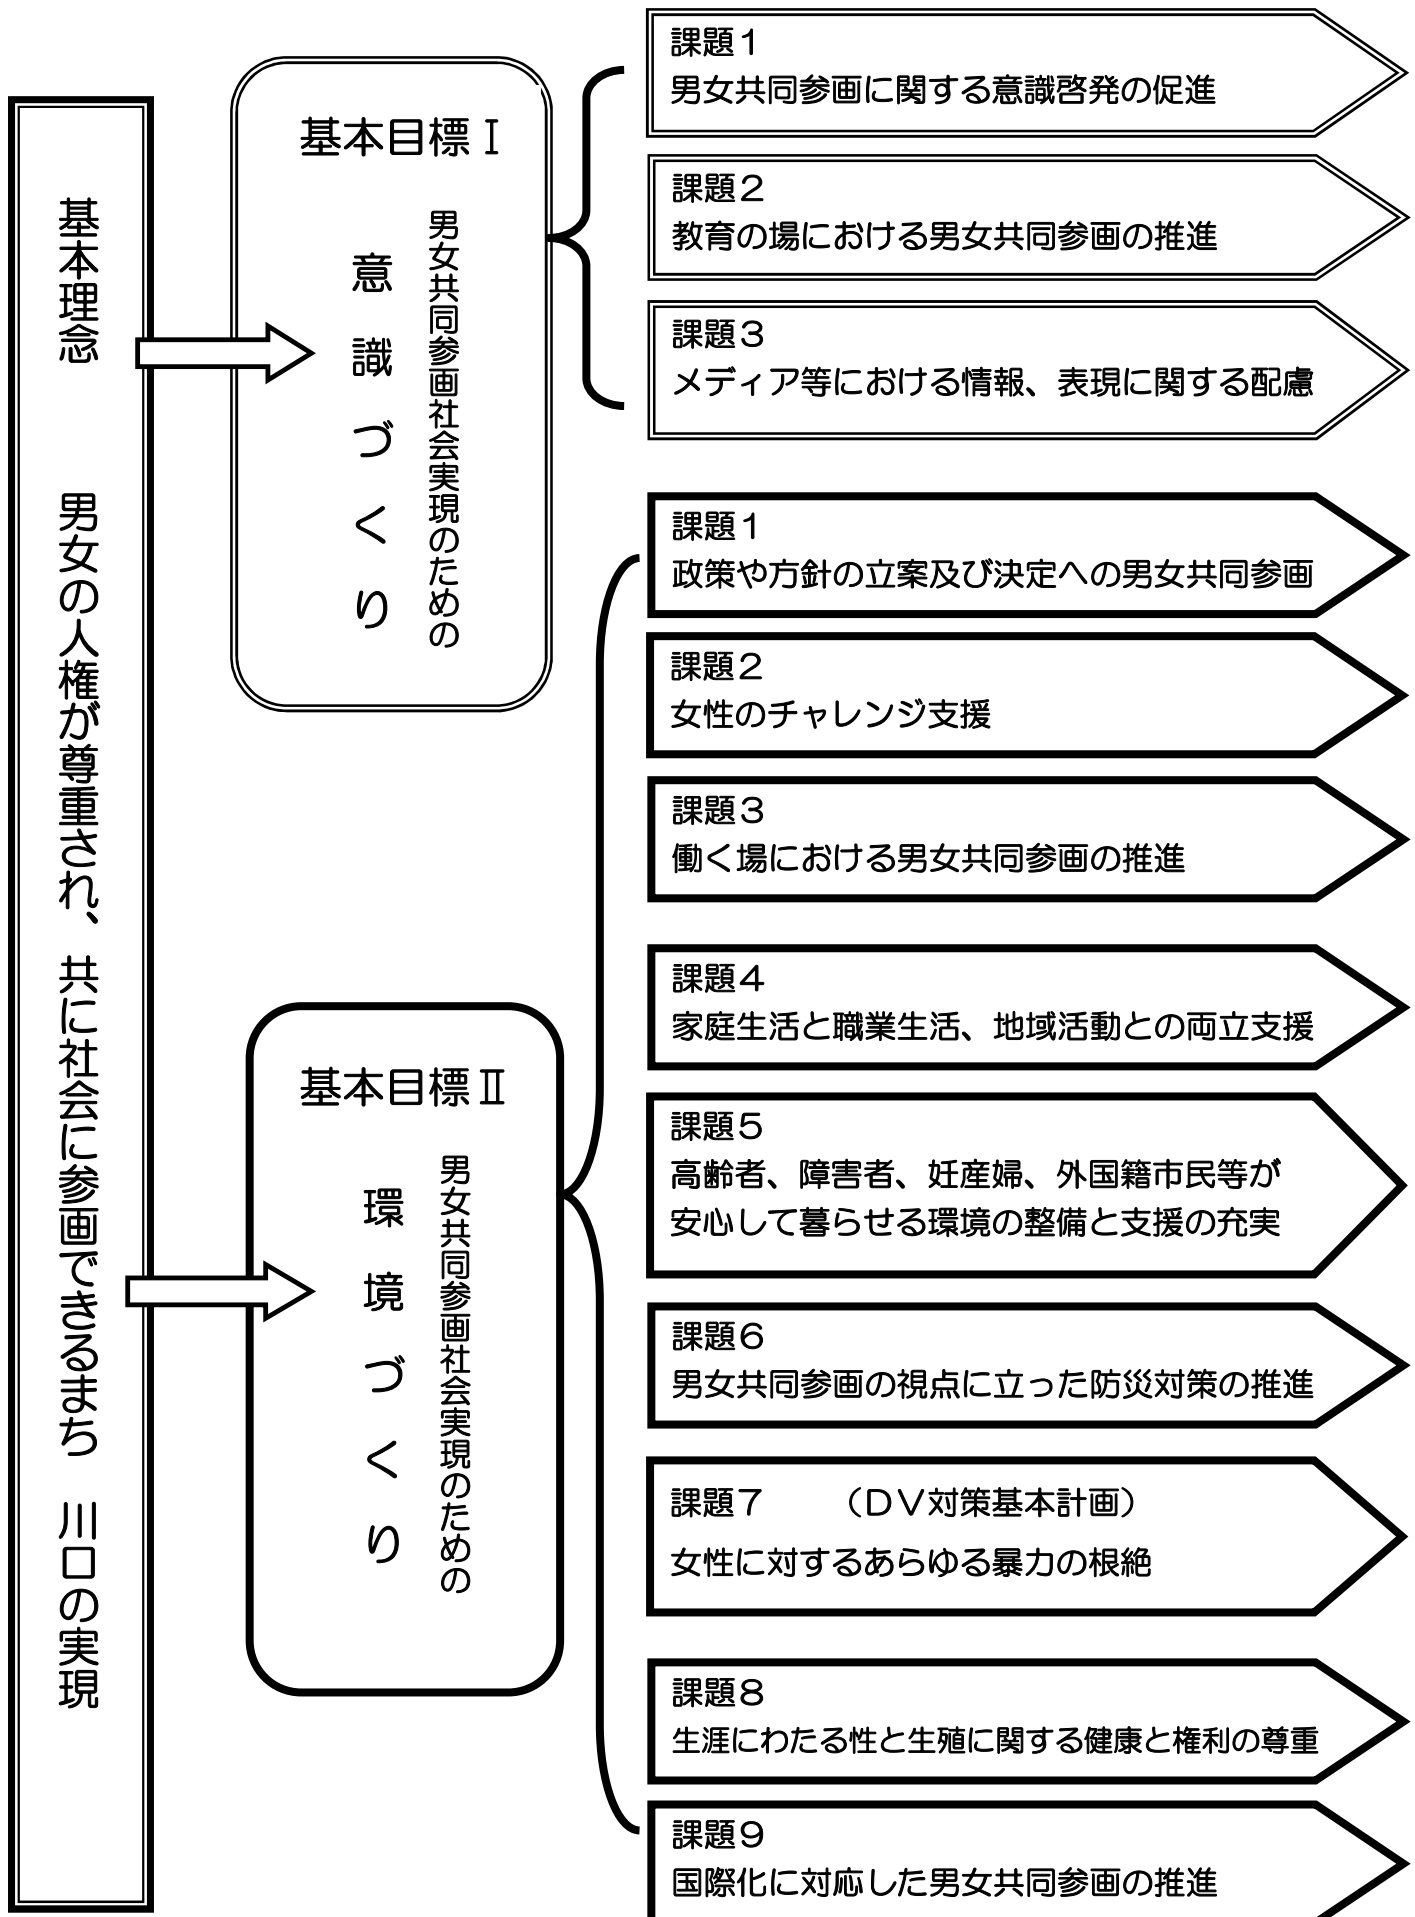 基本理念　　男女の人権が尊重され、共に社会に参画できるまち　川口の実現
基本目標Ⅰ
男女共同参画社会実現のための
意識づくり
課題１
男女共同参画に関する意識啓発の促進
課題２
教育の場における男女共同参画の推進
課題３
メディア等における情報、表現に関する配慮
基本目標Ⅱ
男女共同参画社会実現のための
環境づくり
課題１
政策や方針の立案及び決定への男女共同参画
課題２
女性のチャレンジ支援
課題３
働く場における男女共同参画の推進
課題４
家庭生活と職業生活、地域活動との両立支援
課題５
高齢者、障害者、妊産婦、外国籍市民等が
安心して暮らせる環境の整備と支援の充実
課題６
男女共同参画の視点に立った防災対策の推進
課題７　　（ＤＶ対策基本計画）
女性に対するあらゆる暴力の根絶
課題８
生涯にわたる性と生殖に関する健康と権利の尊重
課題９
国際化に対応した男女共同参画の推進